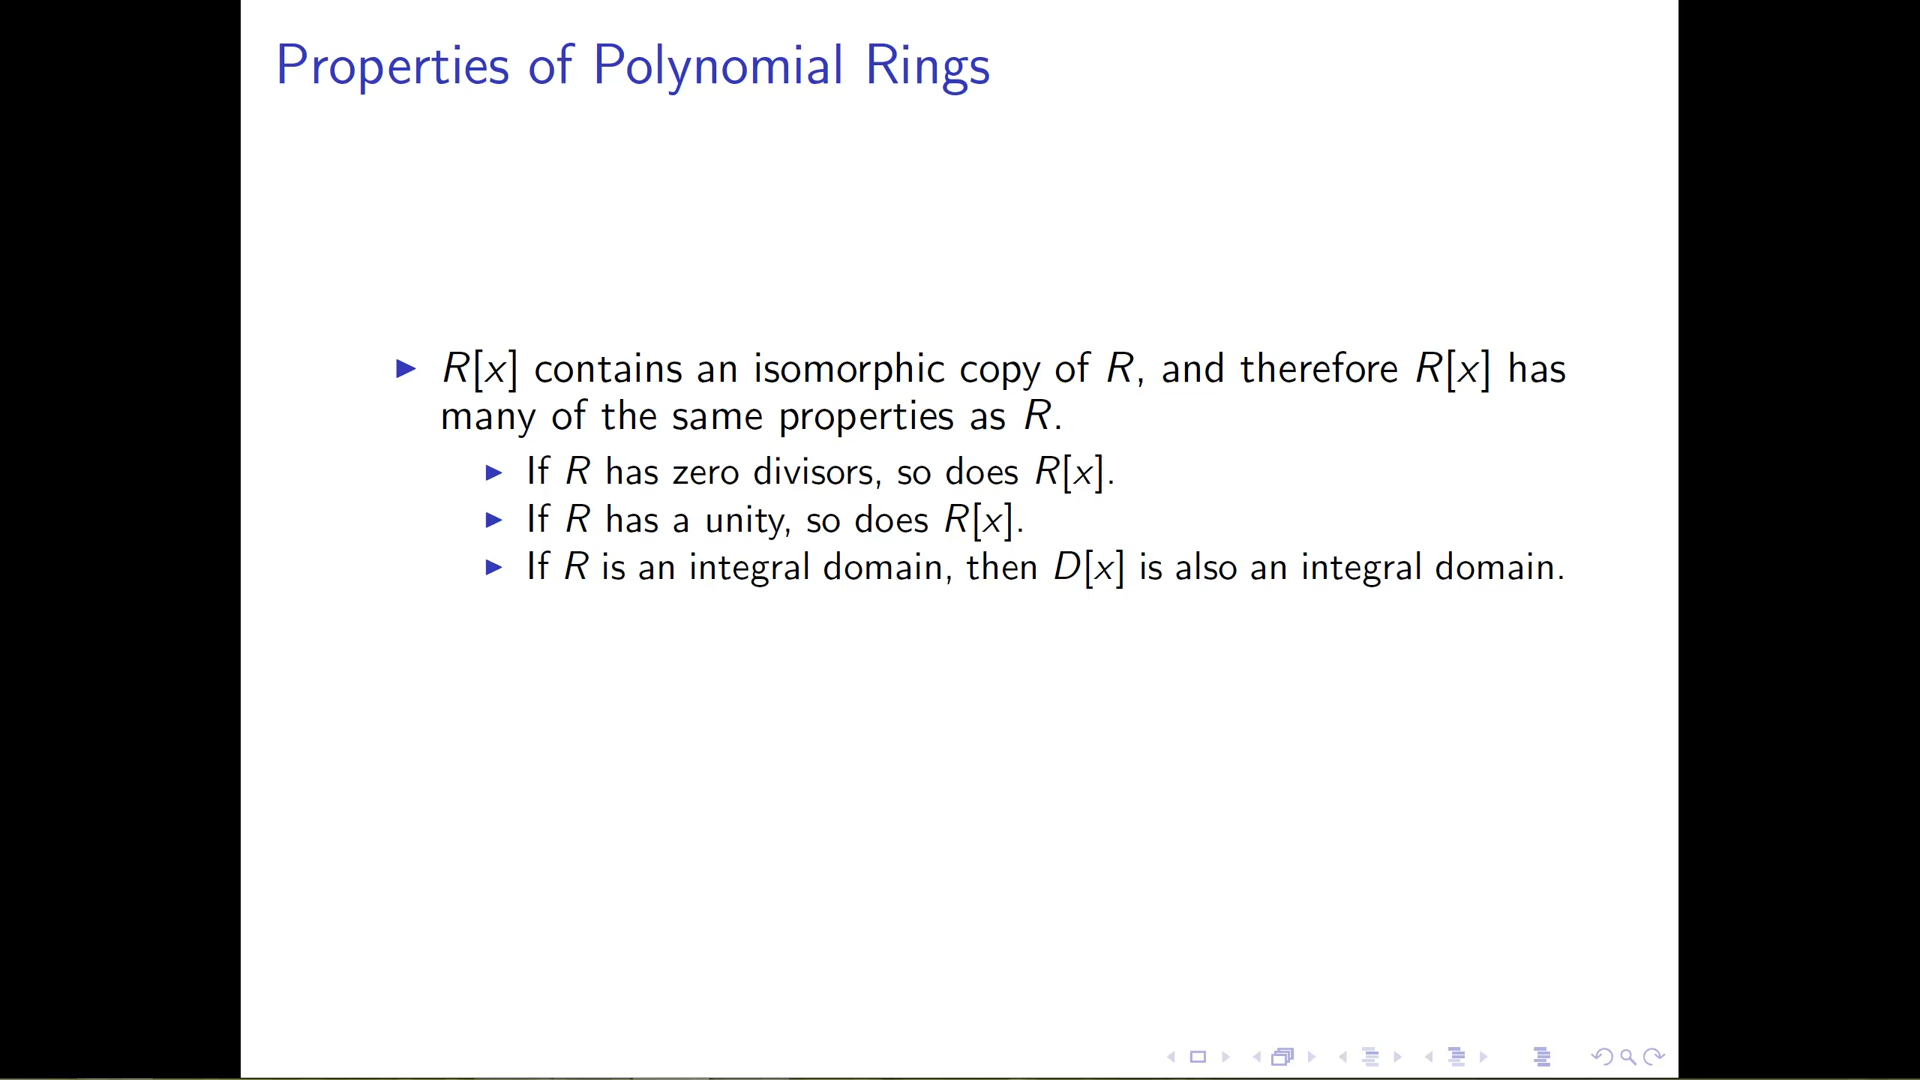 Properties of Polynomial Rings
R[x] contains an isomorphic copy of R, and therefore R[x] has
many of the same properties as R.
If R has zero divisors, so does R[x].
If R has a unity, so does R[x].
If R is an integral domain, then D[x] is also an integral domain.